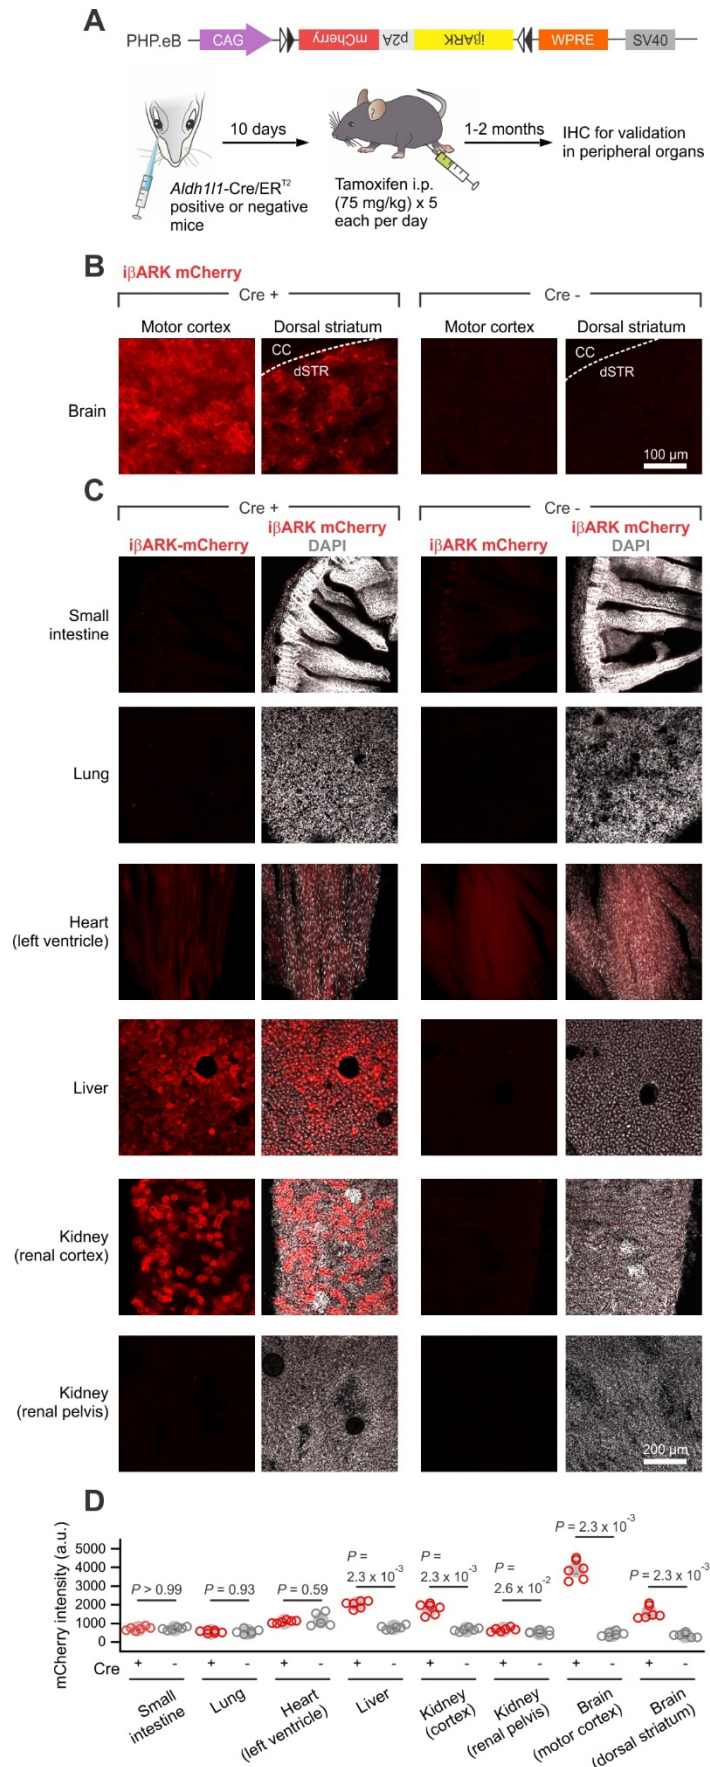 A
PHP.eB CAG mCherry p2A iβARK WPRE SV40
10 days
1-2 months
IHC for validation
in peripheral organs
Aldh1l1-Cre/ERT2
positive or negative
mice
Tamoxifen i.p.
(75 mg/kg) x 5
each per day
B
iβARK mCherry
Cre + Cre -
Motor cortex Dorsal striatum Motor cortex Dorsal striatum
CC CC
dSTR dSTR
Brain
100 µm
C
Cre + Cre -
iβARK-mCherry iβARK mCherry DAPI iβARK mCherry iβARK mCherry DAPI
Small
intestine
Lung
Heart
(left ventricle)
Liver
Kidney
(renal cortex)
Kidney
(renal pelvis)
200 µm
D
mCherry intensity (a.u.)
5000
4000
3000
2000
1000
0
P > 0.99
P = 0.93
P = 0.59
P =
2.3 x 10-3
P =
2.3 x 10-3
P =
2.6 x 10-2
P = 2.3 x 10-3
P = 2.3 x 10-3
Cre + - + - + - + - + - + - + - + -
Small
intestine
Lung
Heart
(left ventricle)
Liver
Kidney
(cortex)
Kidney
(renal pelvis)
Brain
(motor cortex)
Brain
(dorsal striatum)